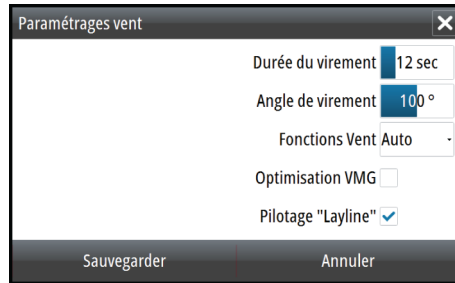 Paramétrages vent
Durée du virement 12 sec
Angle de virement 100 °
Fonctions Vent Auto
Optimisation VMG
Pilotage "Layline"
Sauvegarder Annuler